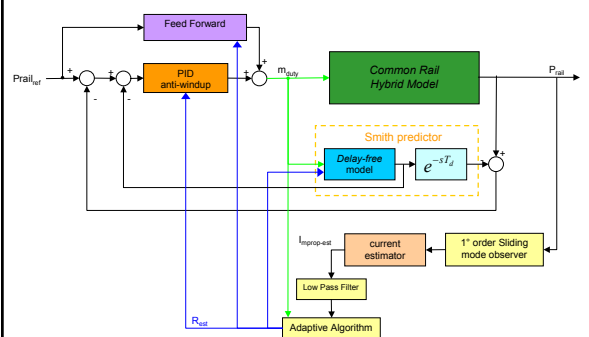 Feed Forward
Prail_ref
+
-
+
-
PID
anti-windup
+
+
m_duty
Common Rail
Hybrid Model
P_rail
Smith predictor
Delay-free
model
e^{-sT_d}
-
+
I_mprop-est
current
estimator
1° order Sliding
mode observer
Low Pass Filter
R_est
Adaptive Algorithm